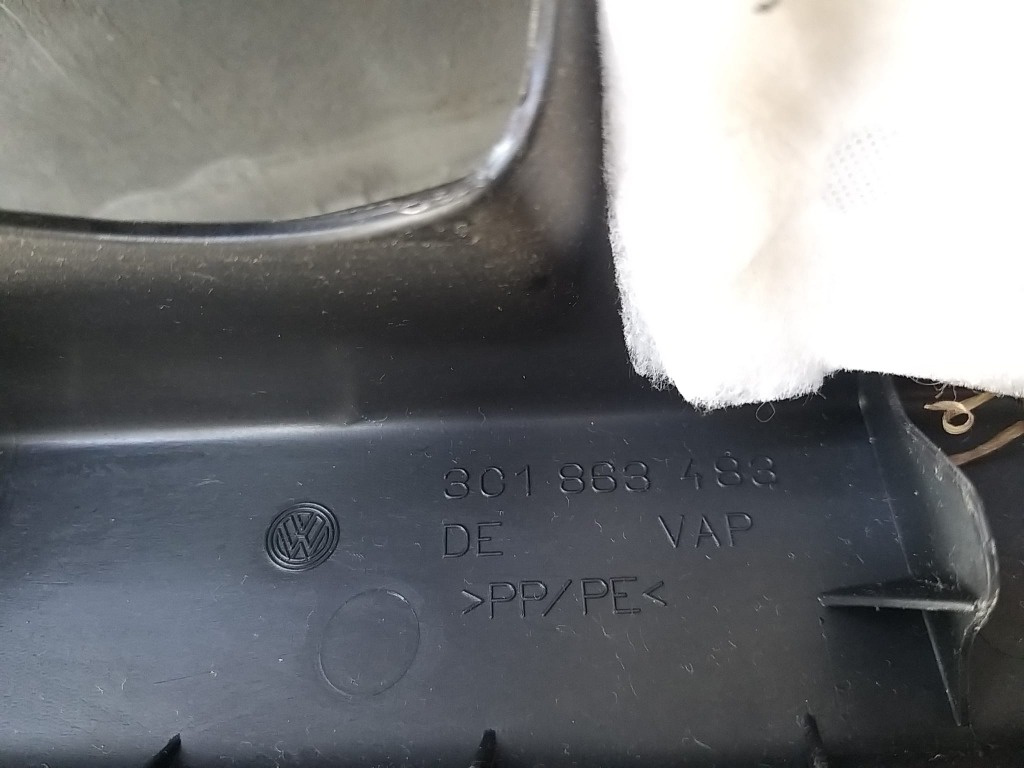 3C1 863 483
DE VAP
>PP/PE<